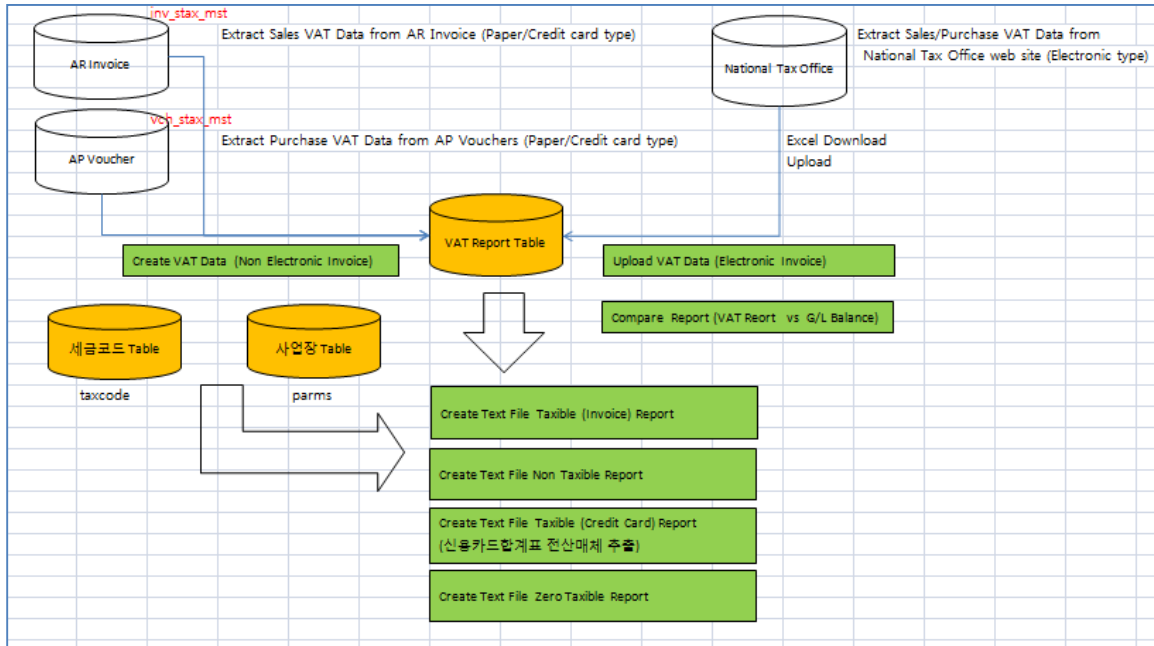 inv_stax_mst
Extract Sales VAT Data from AR Invoice (Paper/Credit card type)
AR Invoice
Extract Sales/Purchase VAT Data from
National Tax Office web site (Electronic type)
National Tax Office
vch_stax_mst
Extract Purchase VAT Data from AP Vouchers (Paper/Credit card type)
AP Voucher
Excel Download
Upload
VAT Report Table
Create VAT Data (Non Electronic Invoice)
Upload VAT Data (Electronic Invoice)
Compare Report (VAT Reort vs G/L Balance)
세금코드 Table
사업장 Table
taxcode
parms
Create Text File Taxible (Invoice) Report
Create Text File Non Taxible Report
Create Text File Taxible (Credit Card) Report
(신용카드합계표 전산매체 추출)
Create Text File Zero Taxible Report